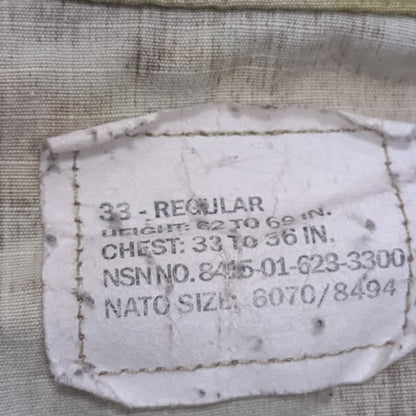 33 - REGULAR
HEIGHT: 62 TO 69 IN.
CHEST: 33 TO 36 IN.
NSN NO. 8415-01-623-3300
NATO SIZE: 6070/8494